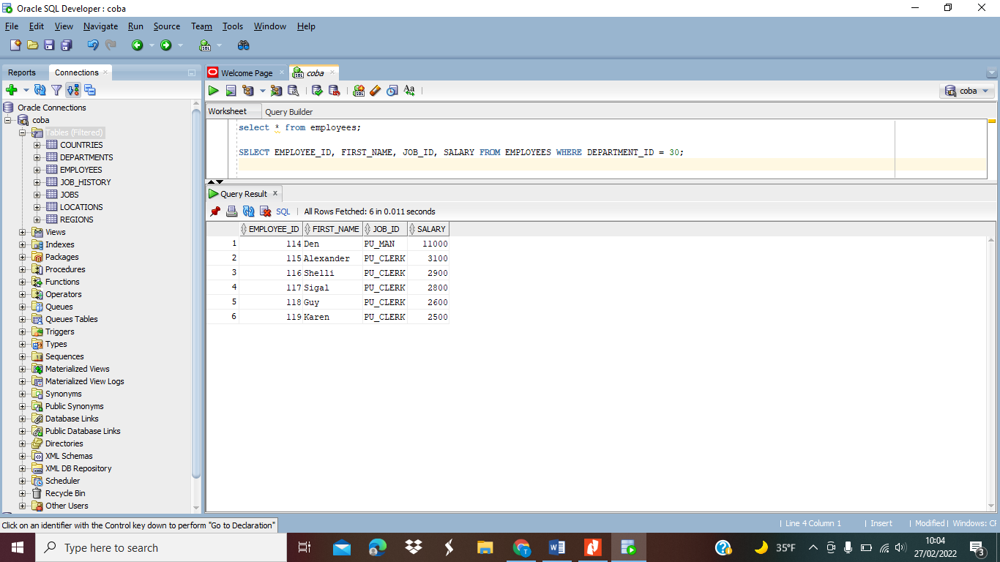 Oracle SQL Developer : coba
File Edit View Navigate Run Source Team Tools Window Help
Reports Connections
Oracle Connections
coba
Tables (Filtered)
COUNTRIES
DEPARTMENTS
EMPLOYEES
JOB_HISTORY
JOBS
LOCATIONS
REGIONS
Views
Indexes
Packages
Procedures
Functions
Operators
Queues
Queues Tables
Triggers
Types
Sequences
Materialized Views
Materialized View Logs
Synonyms
Public Synonyms
Database Links
Public Database Links
Directories
XML Schemas
XML DB Repository
Scheduler
Recycle Bin
Other Users
Welcome Page coba
coba
Worksheet Query Builder
select * from employees;
SELECT EMPLOYEE_ID, FIRST_NAME, JOB_ID, SALARY FROM EMPLOYEES WHERE DEPARTMENT_ID = 30;
Query Result
SQL | All Rows Fetched: 6 in 0.011 seconds
EMPLOYEE_ID FIRST_NAME JOB_ID SALARY
1 114 Den PU_MAN 11000
2 115 Alexander PU_CLERK 3100
3 116 Shelli PU_CLERK 2900
4 117 Sigal PU_CLERK 2800
5 118 Guy PU_CLERK 2600
6 119 Karen PU_CLERK 2500
Click on an identifier with the Control key down to perform "Go to Declaration"
| Line 4 Column 1 | Insert | Modified | Windows: CF
Type here to search
35°F
10:04
27/02/2022
3